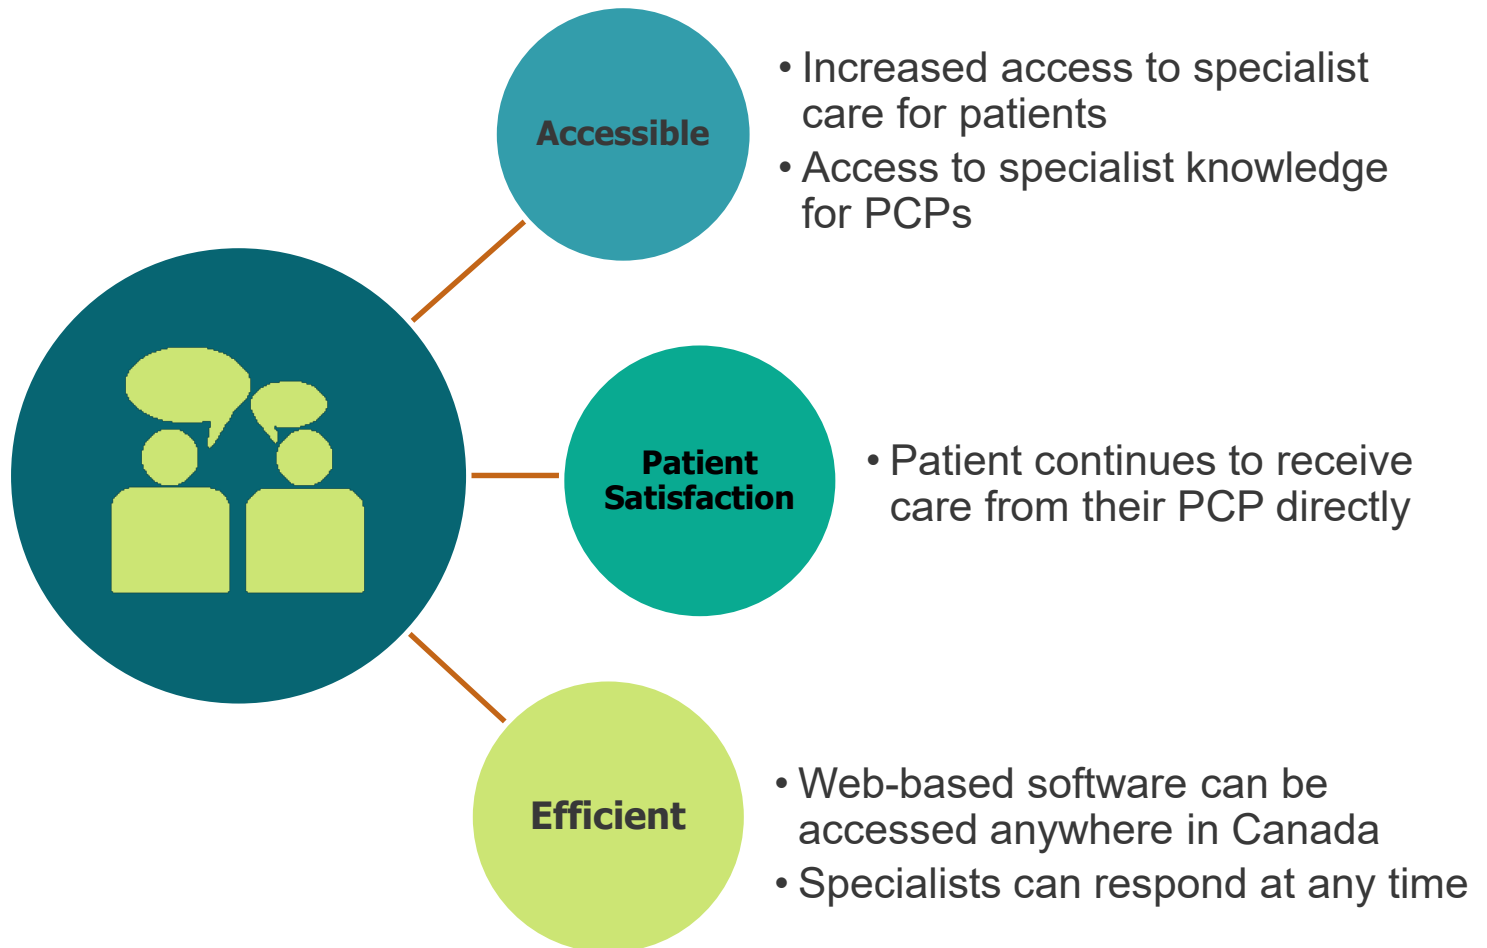 Accessible
• Increased access to specialist
care for patients
• Access to specialist knowledge
for PCPs
Patient
Satisfaction
• Patient continues to receive
care from their PCP directly
Efficient
• Web-based software can be
accessed anywhere in Canada
• Specialists can respond at any time